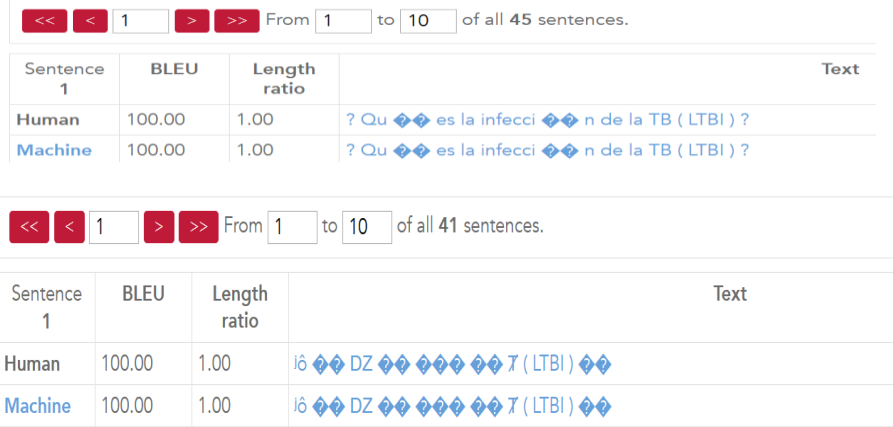 << < 1 > >> From 1 to 10 of all 45 sentences.
Sentence 1 BLEU Length ratio Text
Human 100.00 1.00 ? Qu �� es la infecci �� n de la TB ( LTBI ) ?
Machine 100.00 1.00 ? Qu �� es la infecci �� n de la TB ( LTBI ) ?
<< < 1 > >> From 1 to 10 of all 41 sentences.
Sentence 1 BLEU Length ratio Text
Human 100.00 1.00 �� DZ �� ��� �� ( LTBI ) ��
Machine 100.00 1.00 �� DZ �� ��� �� ( LTBI ) ��